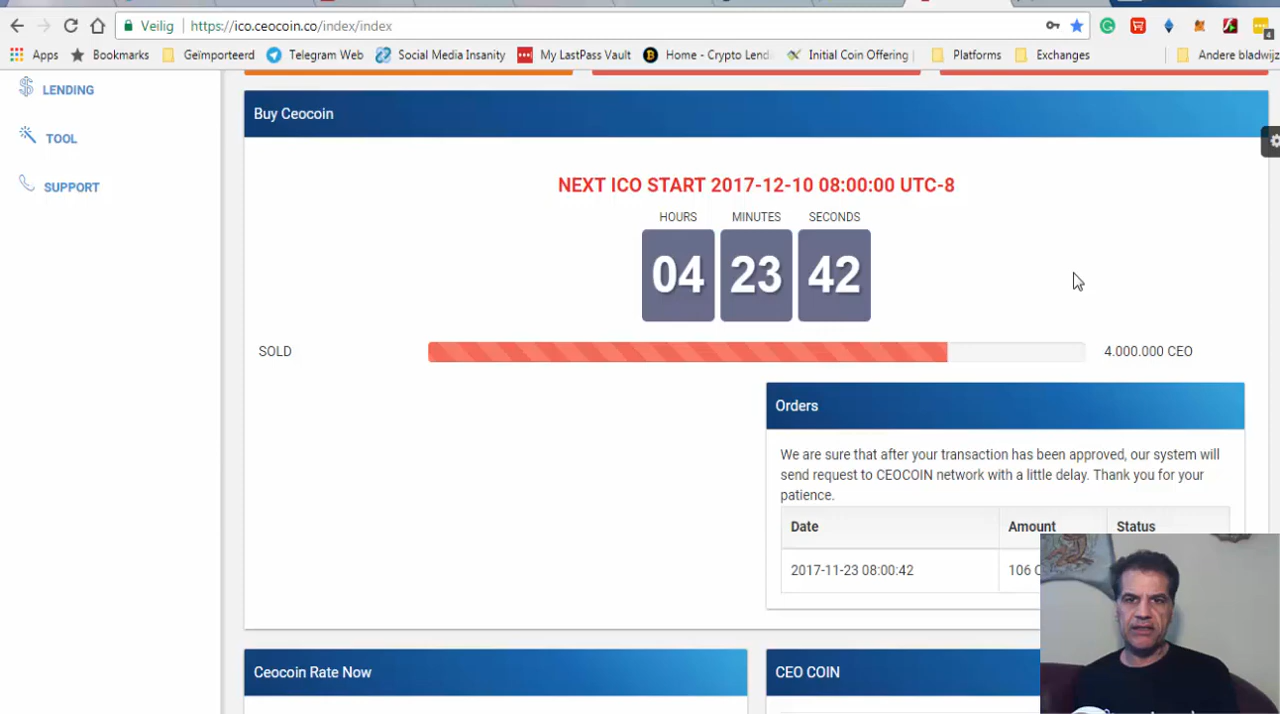 Veilig https://ico.ceocoin.co/index/index
Apps Bookmarks Geïmporteerd Telegram Web Social Media Insanity My LastPass Vault Home - Crypto Lendi Initial Coin Offering Platforms Exchanges Andere bladwijz
4
LENDING
TOOL
SUPPORT
Buy Ceocoin
NEXT ICO START 2017-12-10 08:00:00 UTC-8
HOURS MINUTES SECONDS
04 23 42
SOLD 4.000.000 CEO
Orders
We are sure that after your transaction has been approved, our system will
send request to CEOCOIN network with a little delay. Thank you for your
patience.
Date Amount Status
2017-11-23 08:00:42 106
Ceocoin Rate Now CEO COIN